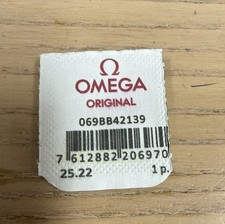 Ω
OMEGA
ORIGINAL
069BB42139
7 612882 206970
25.22 1 p.